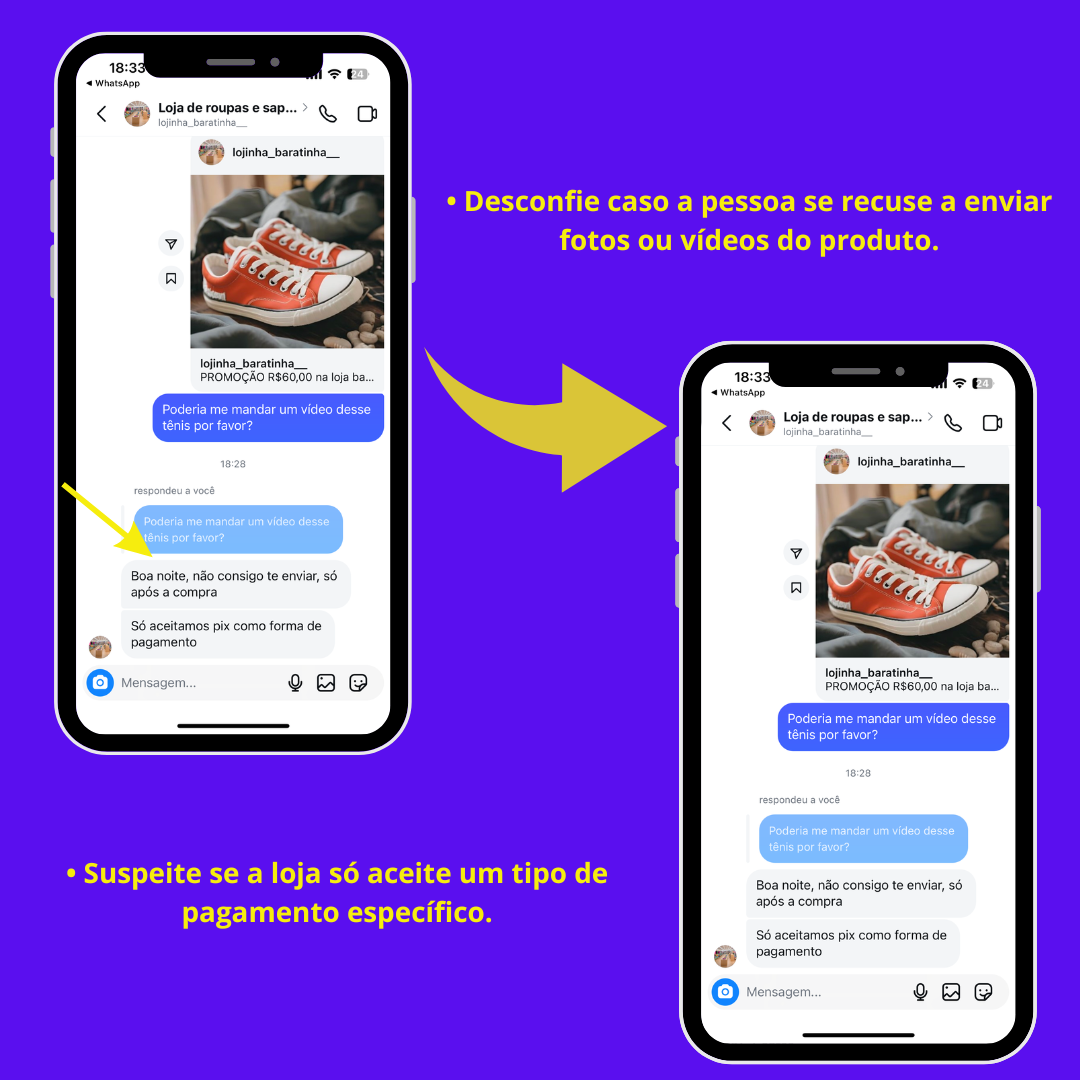 18:33
24
◄ WhatsApp
Loja de roupas e sap... >
lojinha_baratinha__
lojinha_baratinha__
lojinha_baratinha__
PROMOÇÃO R$60,00 na loja ba...
Poderia me mandar um vídeo desse
tênis por favor?
18:28
respondeu a você
Poderia me mandar um vídeo desse
tênis por favor?
Boa noite, não consigo te enviar, só
após a compra
Só aceitamos pix como forma de
pagamento
Mensagem...
• Desconfie caso a pessoa se recuse a enviar
fotos ou vídeos do produto.
18:33
24
◄ WhatsApp
Loja de roupas e sap... >
lojinha_baratinha__
lojinha_baratinha__
lojinha_baratinha__
PROMOÇÃO R$60,00 na loja ba...
Poderia me mandar um vídeo desse
tênis por favor?
18:28
respondeu a você
Poderia me mandar um vídeo desse
tênis por favor?
Boa noite, não consigo te enviar, só
após a compra
Só aceitamos pix como forma de
pagamento
Mensagem...
• Suspeite se a loja só aceite um tipo de
pagamento específico.